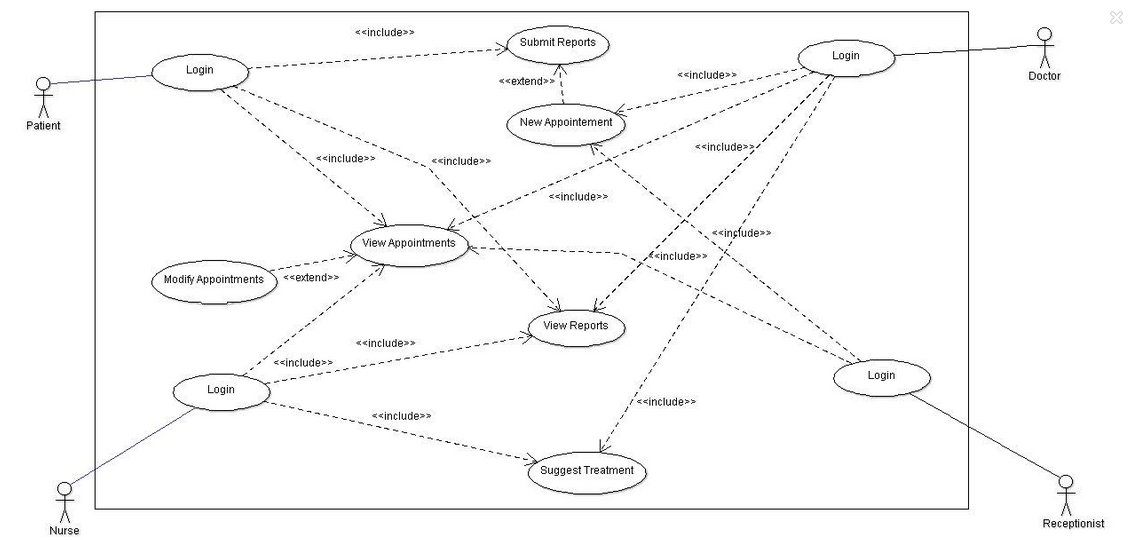 <<include>>
Submit Reports
Login
Login
Doctor
<<include>>
<<extend>>
Patient
New Appointement
<<include>>
<<include>>
<<include>>
<<include>>
<<include>>
View Appointments
<<include>>
Modify Appointments
<<extend>>
View Reports
<<include>>
<<include>>
Login
Login
<<include>>
<<include>>
Suggest Treatment
Nurse
Receptionist